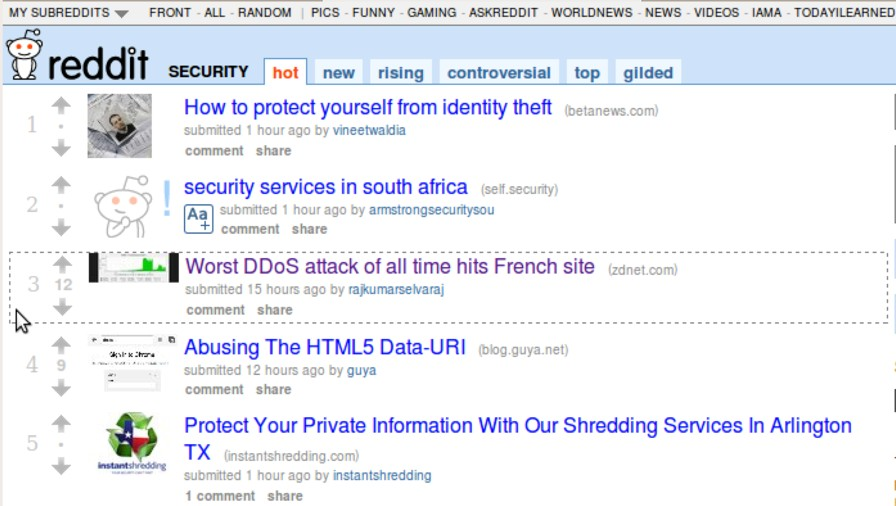 MY SUBREDDITS FRONT - ALL - RANDOM | PICS - FUNNY - GAMING - ASKREDDIT - WORLDNEWS - NEWS - VIDEOS - IAMA - TODAYILEARNED
reddit SECURITY hot new rising controversial top gilded
1 How to protect yourself from identity theft (betanews.com)
submitted 1 hour ago by vineetwaldia
comment share
2 security services in south africa (self.security)
Aa+ submitted 1 hour ago by armstrongsecuritysou
comment share
3 12 Worst DDoS attack of all time hits French site (zdnet.com)
submitted 15 hours ago by rajkumarselvaraj
comment share
4 9 Abusing The HTML5 Data-URI (blog.guya.net)
Sign in to Chrome
submitted 12 hours ago by guya
comment share
5 Protect Your Private Information With Our Shredding Services In Arlington
TX (instantshredding.com)
instantshredding
submitted 1 hour ago by instantshredding
1 comment share